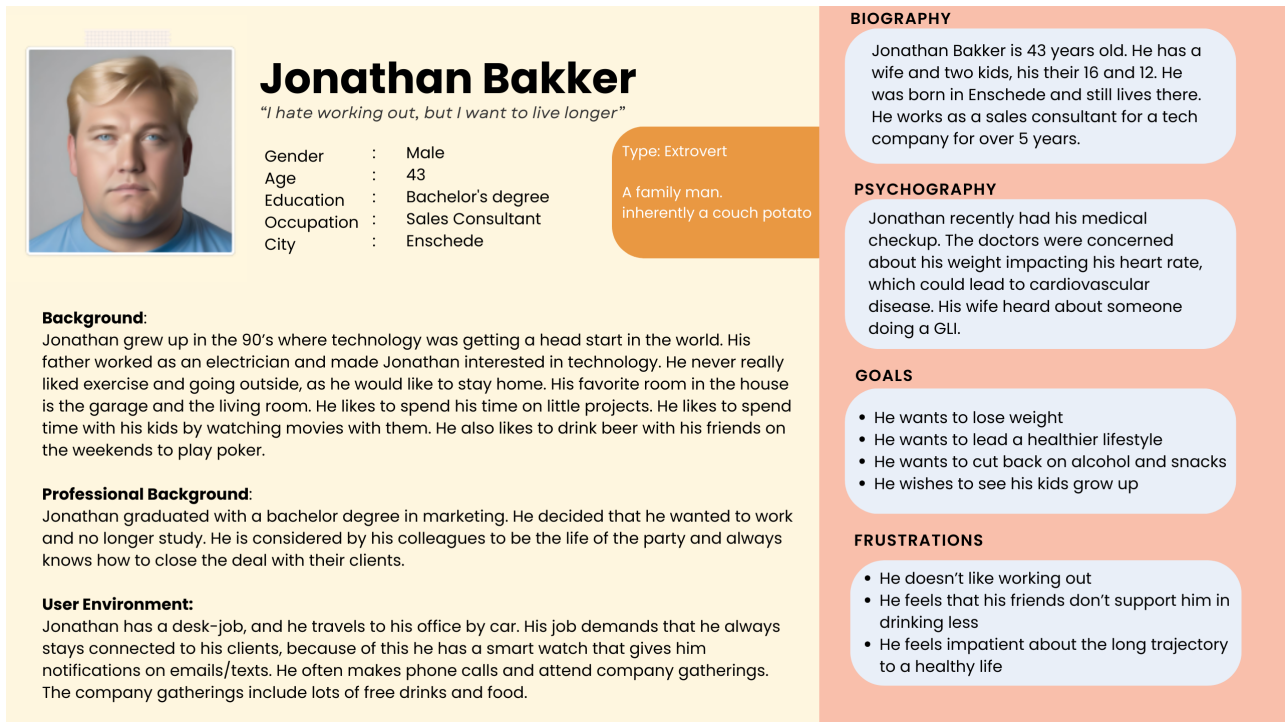 Jonathan Bakker
“I hate working out, but I want to live longer”
Gender : Male
Age : 43
Education : Bachelor's degree
Occupation : Sales Consultant
City : Enschede
Type: Extrovert
A family man.
inherently a couch potato
Background:
Jonathan grew up in the 90’s where technology was getting a head start in the world. His
father worked as an electrician and made Jonathan interested in technology. He never really
liked exercise and going outside, as he would like to stay home. His favorite room in the house
is the garage and the living room. He likes to spend his time on little projects. He likes to spend
time with his kids by watching movies with them. He also likes to drink beer with his friends on
the weekends to play poker.
Professional Background:
Jonathan graduated with a bachelor degree in marketing. He decided that he wanted to work
and no longer study. He is considered by his colleagues to be the life of the party and always
knows how to close the deal with their clients.
User Environment:
Jonathan has a desk-job, and he travels to his office by car. His job demands that he always
stays connected to his clients, because of this he has a smart watch that gives him
notifications on emails/texts. He often makes phone calls and attend company gatherings.
The company gatherings include lots of free drinks and food.
BIOGRAPHY
Jonathan Bakker is 43 years old. He has a
wife and two kids, his their 16 and 12. He
was born in Enschede and still lives there.
He works as a sales consultant for a tech
company for over 5 years.
PSYCHOGRAPHY
Jonathan recently had his medical
checkup. The doctors were concerned
about his weight impacting his heart rate,
which could lead to cardiovascular
disease. His wife heard about someone
doing a GLI.
GOALS
• He wants to lose weight
• He wants to lead a healthier lifestyle
• He wants to cut back on alcohol and snacks
• He wishes to see his kids grow up
FRUSTRATIONS
• He doesn’t like working out
• He feels that his friends don’t support him in
drinking less
• He feels impatient about the long trajectory
to a healthy life